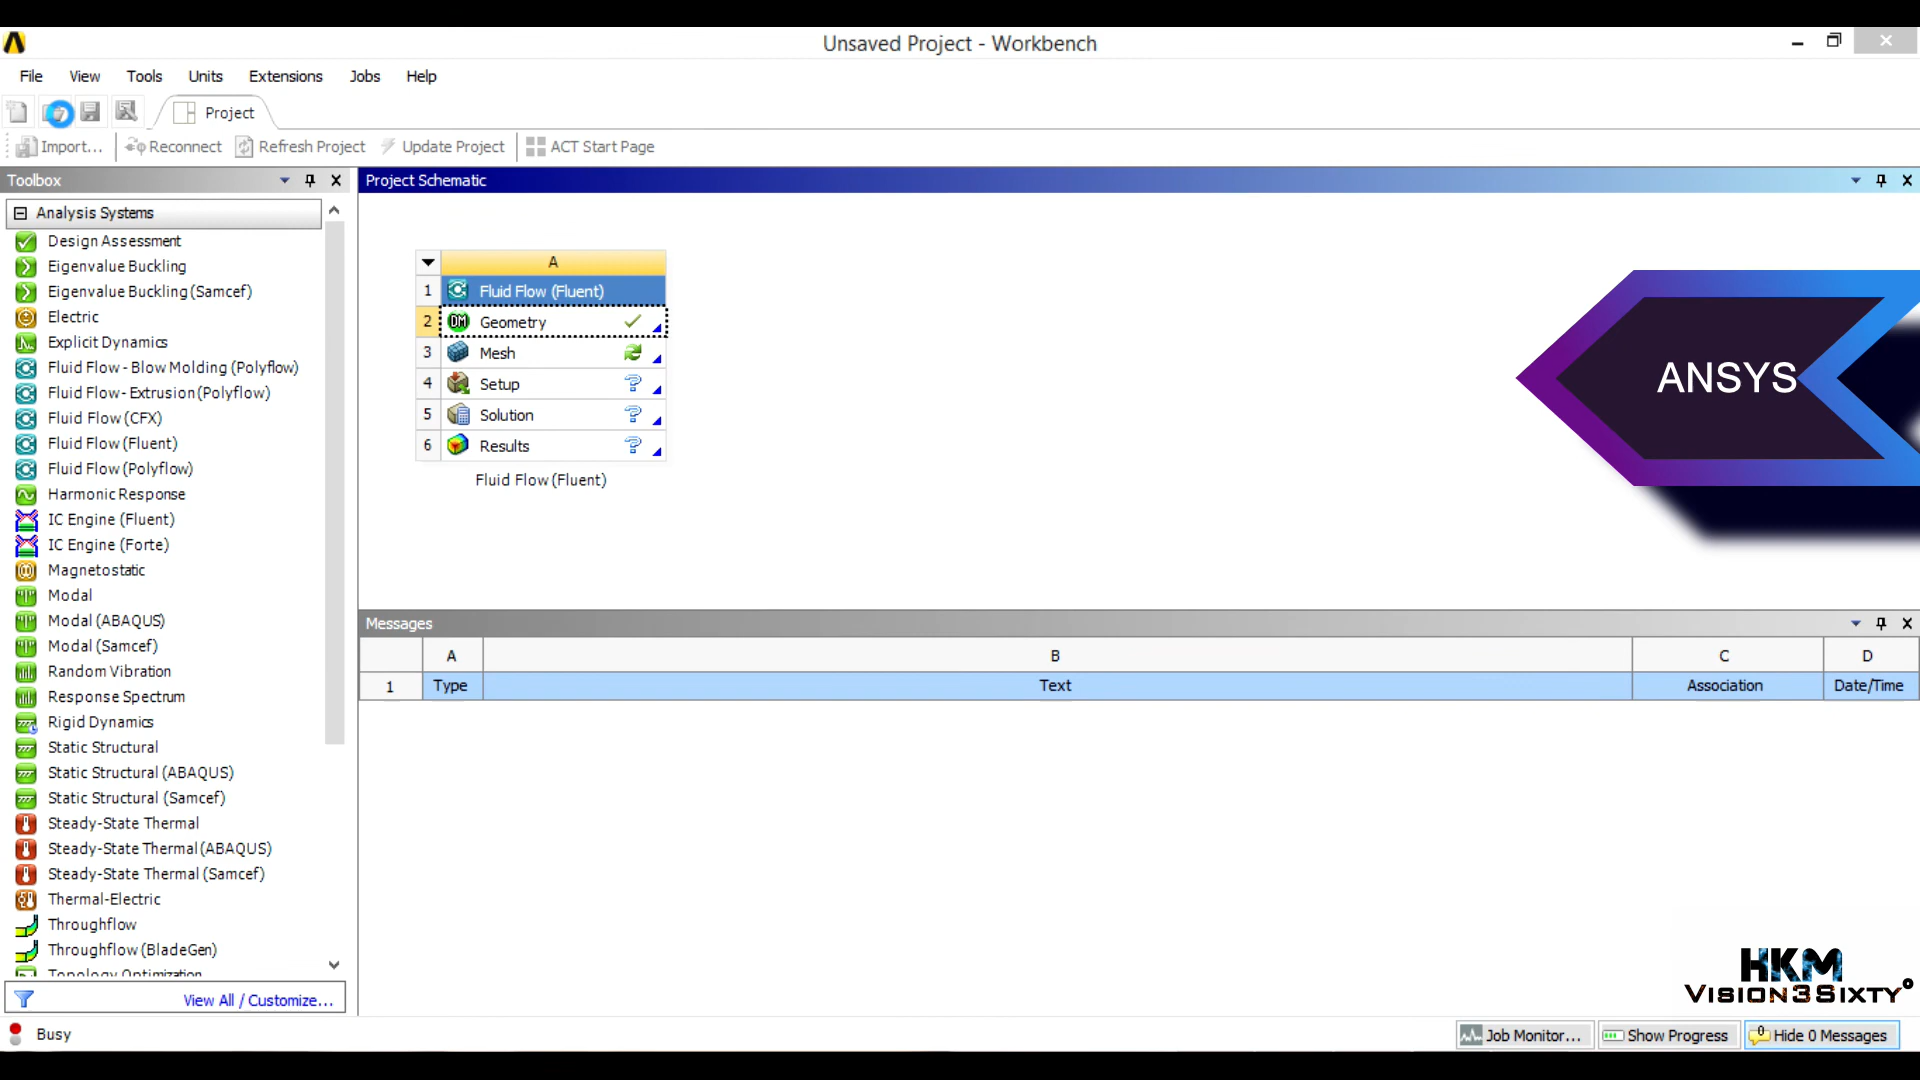 Unsaved Project - Workbench
File View Tools Units Extensions Jobs Help
Project
Import... Reconnect Refresh Project Update Project ACT Start Page
Toolbox
Project Schematic
Analysis Systems
Design Assessment
Eigenvalue Buckling
Eigenvalue Buckling (Samcef)
Electric
Explicit Dynamics
Fluid Flow - Blow Molding (Polyflow)
Fluid Flow - Extrusion (Polyflow)
Fluid Flow (CFX)
Fluid Flow (Fluent)
Fluid Flow (Polyflow)
Harmonic Response
IC Engine (Fluent)
IC Engine (Forte)
Magnetostatic
Modal
Modal (ABAQUS)
Modal (Samcef)
Random Vibration
Response Spectrum
Rigid Dynamics
Static Structural
Static Structural (ABAQUS)
Static Structural (Samcef)
Steady-State Thermal
Steady-State Thermal (ABAQUS)
Steady-State Thermal (Samcef)
Thermal-Electric
Throughflow
Throughflow (BladeGen)
Topology Optimization
View All / Customize...
A
1 Fluid Flow (Fluent)
2 DM Geometry
3 Mesh
4 Setup
5 Solution
6 Results
Fluid Flow (Fluent)
ANSYS
Messages
A B C D
1 Type Text Association Date/Time
HKM
VISION3SIXTY°
Busy
Job Monitor... Show Progress 0 Hide 0 Messages